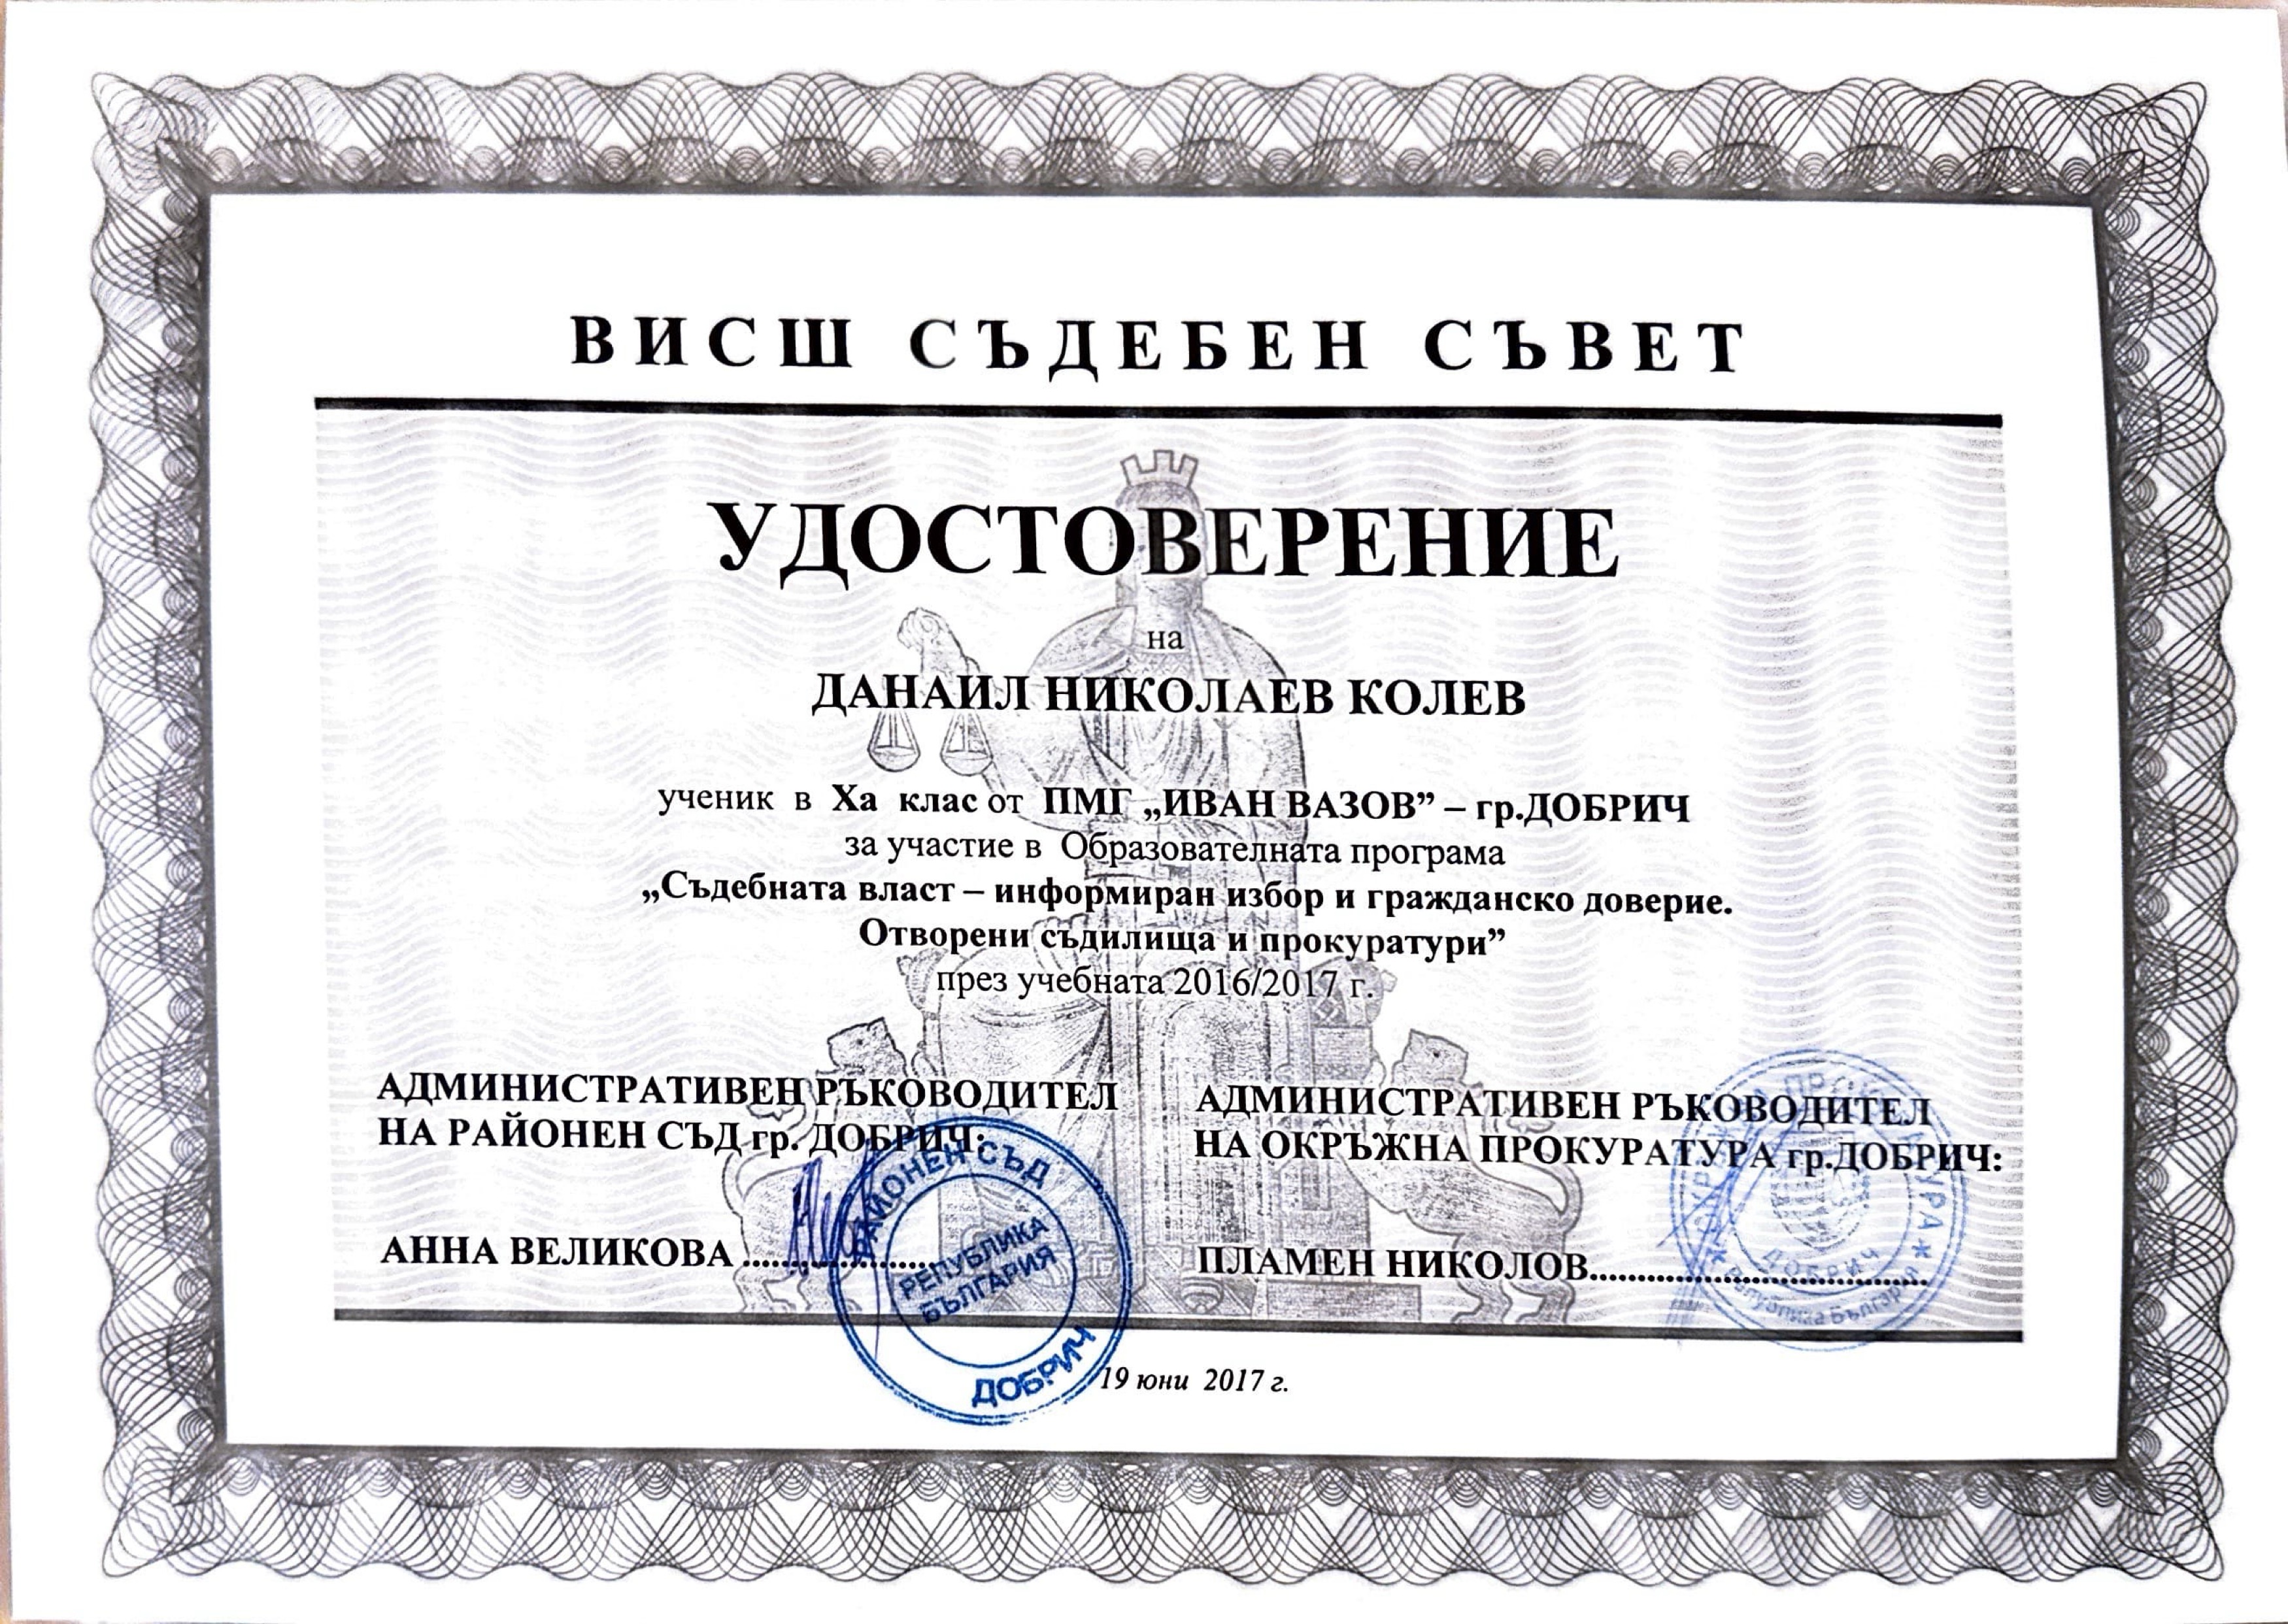 ВИСШ СЪДЕБЕН СЪВЕТ
УДОСТОВЕРЕНИЕ
на
ДАНАИЛ НИКОЛАЕВ КОЛЕВ
ученик в Ха клас от ПМГ „ИВАН ВАЗОВ” – гр.ДОБРИЧ
за участие в Образователната програма
„Съдебната власт – информиран избор и гражданско доверие.
Отворени съдилища и прокуратури”
през учебната 2016/2017 г.
АДМИНИСТРАТИВЕН РЪКОВОДИТЕЛ
НА РАЙОНЕН СЪД гр. ДОБРИЧ:
АННА ВЕЛИКОВА
РАЙОНЕН СЪД
РЕПУБЛИКА
БЪЛГАРИЯ
ДОБРИЧ
АДМИНИСТРАТИВЕН РЪКОВОДИТЕЛ
НА ОКРЪЖНА ПРОКУРАТУРА гр.ДОБРИЧ:
ПЛАМЕН НИКОЛОВ
ДОБРИЧ
Република България
19 юни 2017 г.